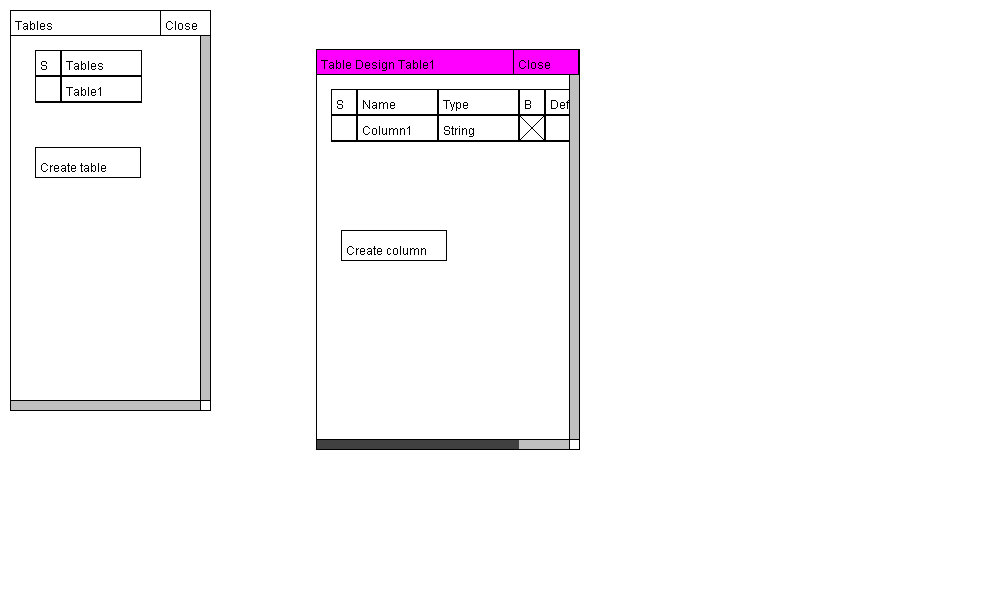 Tables Close
S Tables
Table1
Create table
Table Design Table1 Close
S Name Type B Def
Column1 String
Create column